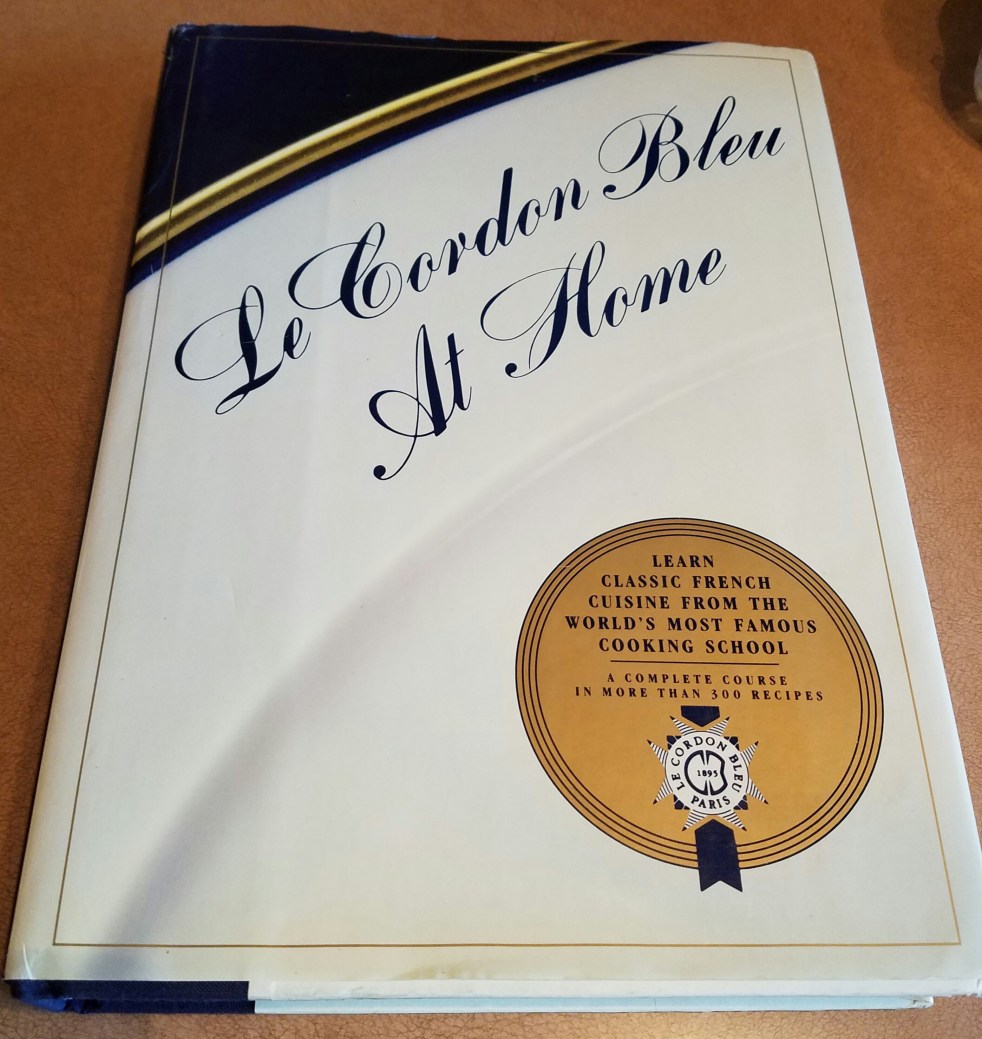 Le Cordon Bleu
At Home
LEARN
CLASSIC FRENCH
CUISINE FROM THE
WORLD'S MOST FAMOUS
COOKING SCHOOL
A COMPLETE COURSE
IN MORE THAN 300 RECIPES
LE CORDON BLEU
CB
1895
PARIS